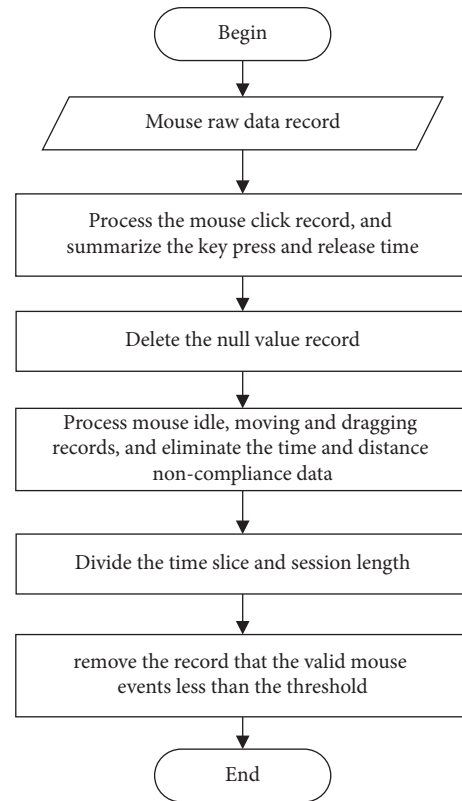 Begin
Mouse raw data record
Process the mouse click record, and
summarize the key press and release time
Delete the null value record
Process mouse idle, moving and dragging
records, and eliminate the time and distance
non-compliance data
Divide the time slice and session length
remove the record that the valid mouse
events less than the threshold
End